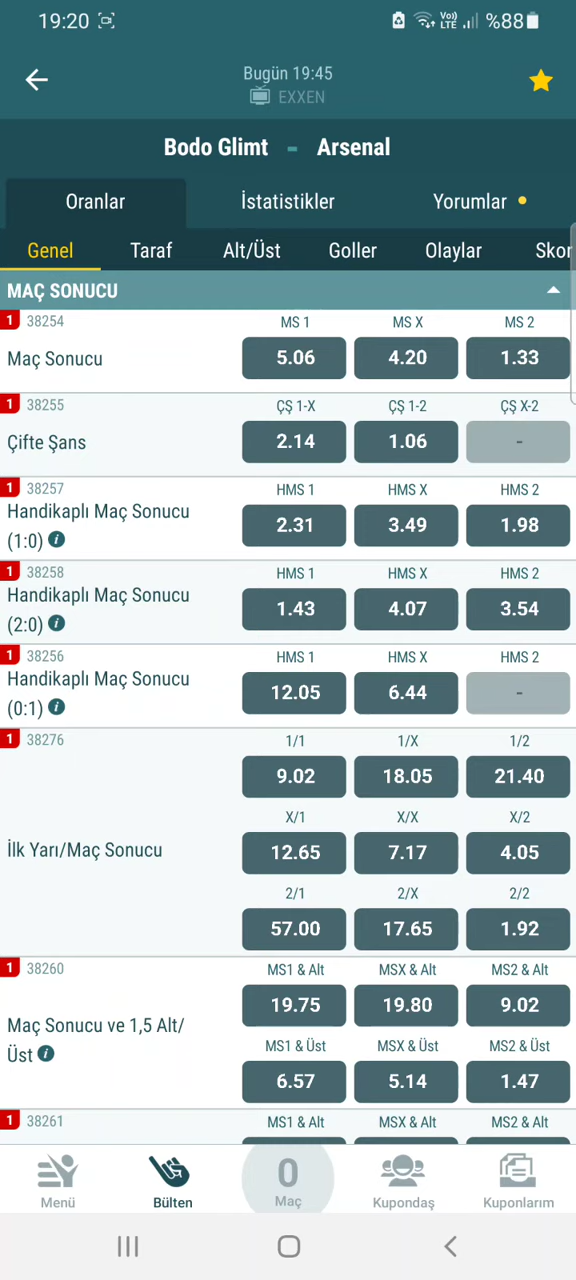 19:20 Vo) LTE %88
Bugün 19:45
EXXEN
Bodo Glimt - Arsenal
Oranlar İstatistikler Yorumlar
Genel Taraf Alt/Üst Goller Olaylar Skor
MAÇ SONUCU
1 38254 MS 1 MS X MS 2
Maç Sonucu 5.06 4.20 1.33
1 38255 ÇŞ 1-X ÇŞ 1-2 ÇŞ X-2
Çifte Şans 2.14 1.06 -
1 38257 HMS 1 HMS X HMS 2
Handikaplı Maç Sonucu
(1:0) i 2.31 3.49 1.98
1 38258 HMS 1 HMS X HMS 2
Handikaplı Maç Sonucu
(2:0) i 1.43 4.07 3.54
1 38256 HMS 1 HMS X HMS 2
Handikaplı Maç Sonucu
(0:1) i 12.05 6.44 -
1 38276 1/1 1/X 1/2
9.02 18.05 21.40
X/1 X/X X/2
İlk Yarı/Maç Sonucu 12.65 7.17 4.05
2/1 2/X 2/2
57.00 17.65 1.92
1 38260 MS1 & Alt MSX & Alt MS2 & Alt
19.75 19.80 9.02
Maç Sonucu ve 1,5 Alt/
Üst i MS1 & Üst MSX & Üst MS2 & Üst
6.57 5.14 1.47
1 38261 MS1 & Alt MSX & Alt MS2 & Alt
0
Menü Bülten Maç Kupondaş Kuponlarım